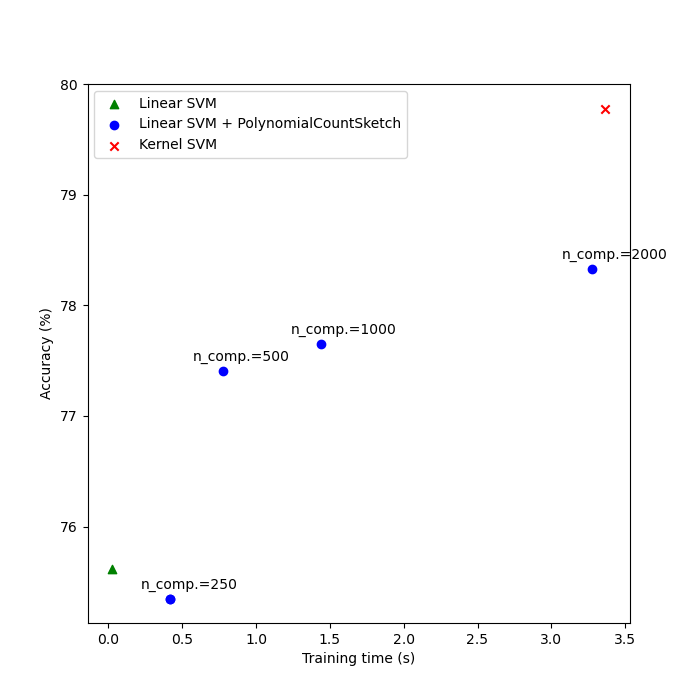 Linear SVM
Linear SVM + PolynomialCountSketch
Kernel SVM
80
79
78
77
76
Accuracy (%)
n_comp.=2000
n_comp.=1000
n_comp.=500
n_comp.=250
0.0 0.5 1.0 1.5 2.0 2.5 3.0 3.5
Training time (s)